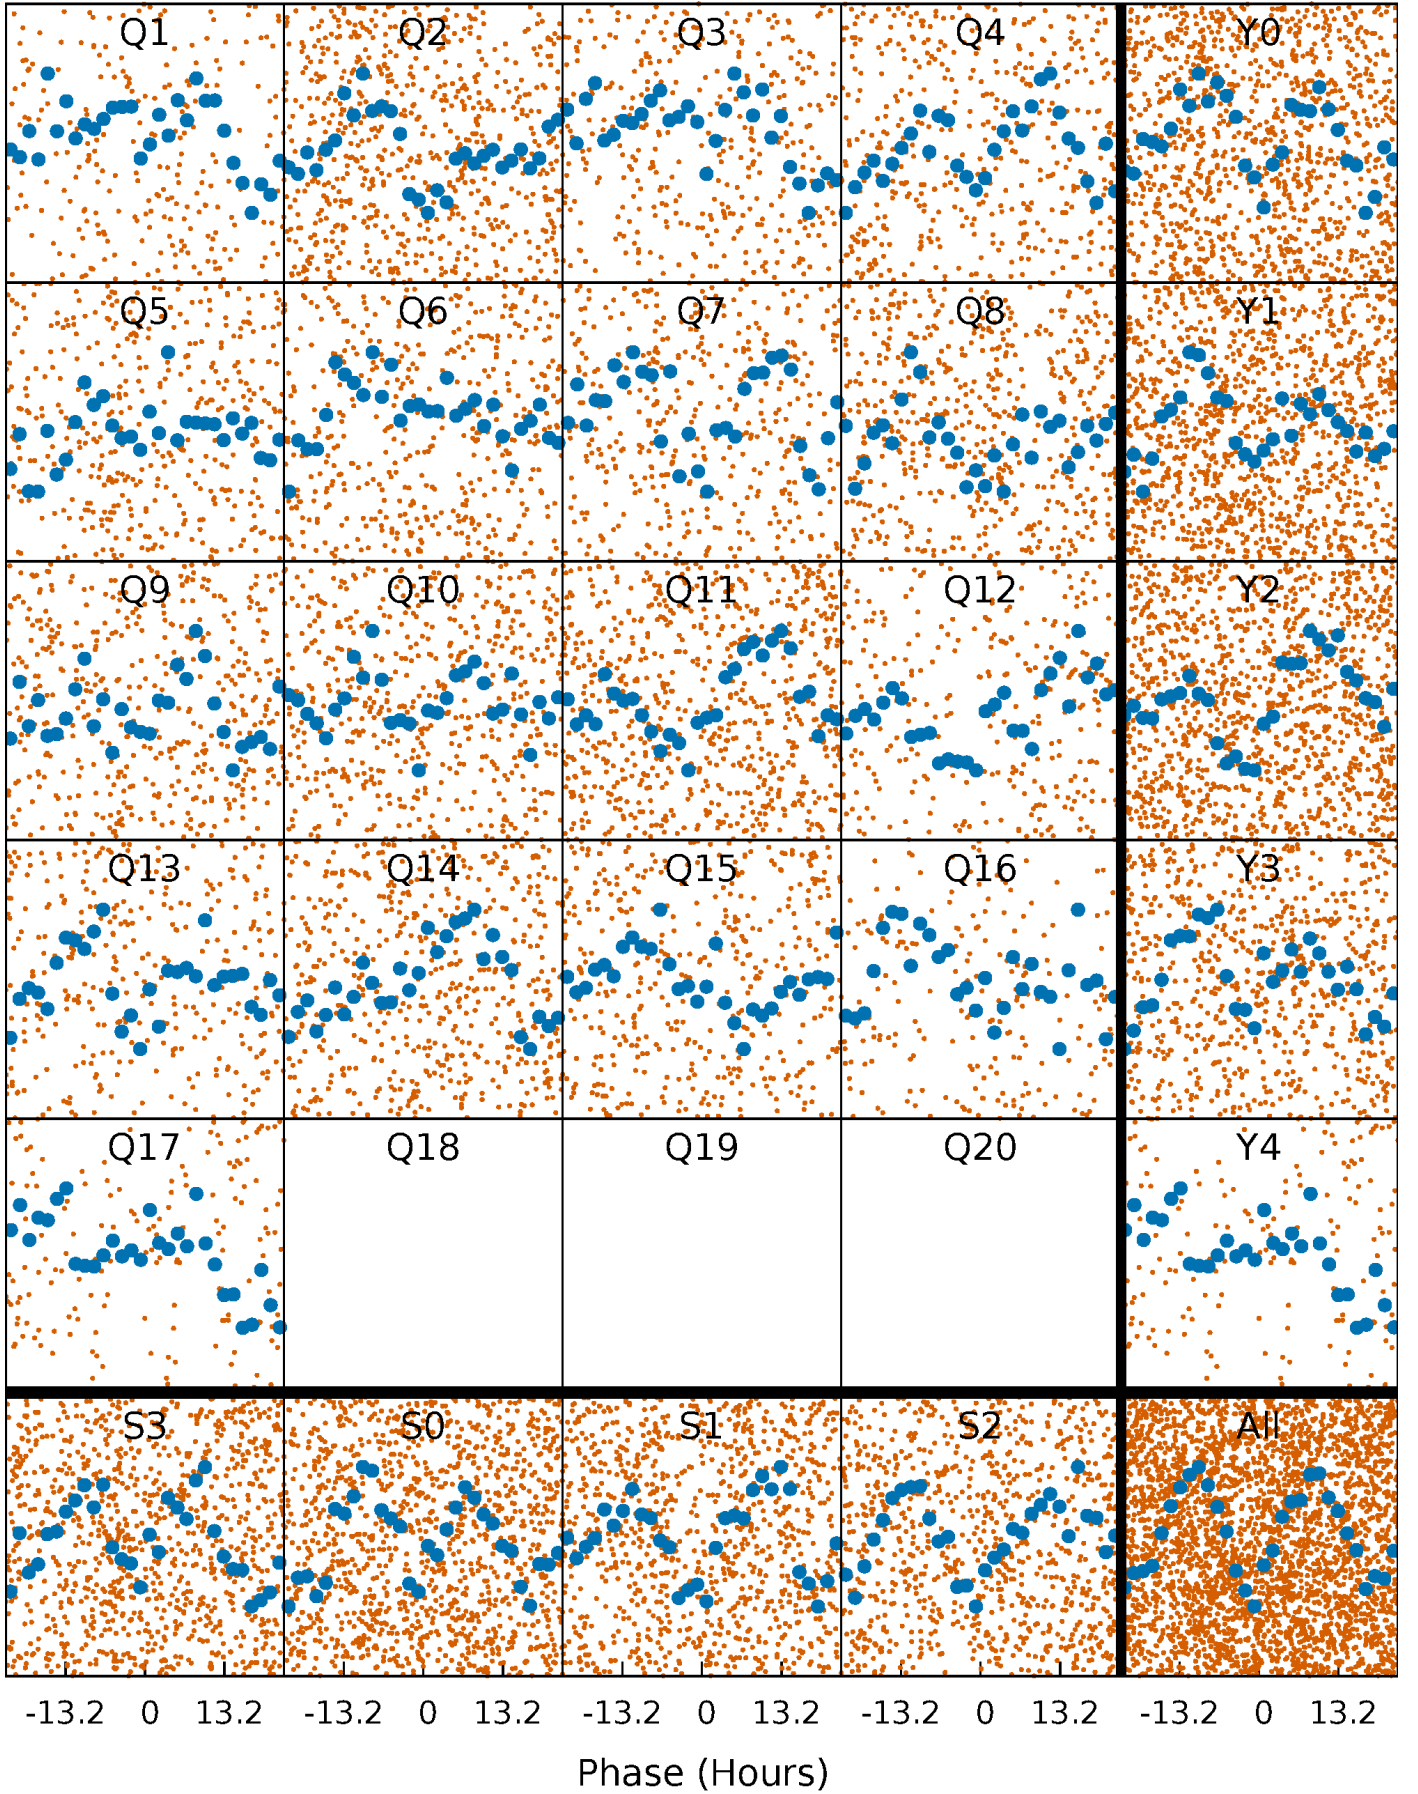 Q1 Q2 Q3 Q4 Y0
Q5 Q6 Q7 Q8 Y1
Q9 Q10 Q11 Q12 Y2
Q13 Q14 Q15 Q16 Y3
Q17 Q18 Q19 Q20 Y4
S3 S0 S1 S2 All
-13.2 0 13.2 -13.2 0 13.2 -13.2 0 13.2 -13.2 0 13.2 -13.2 0 13.2
Phase (Hours)